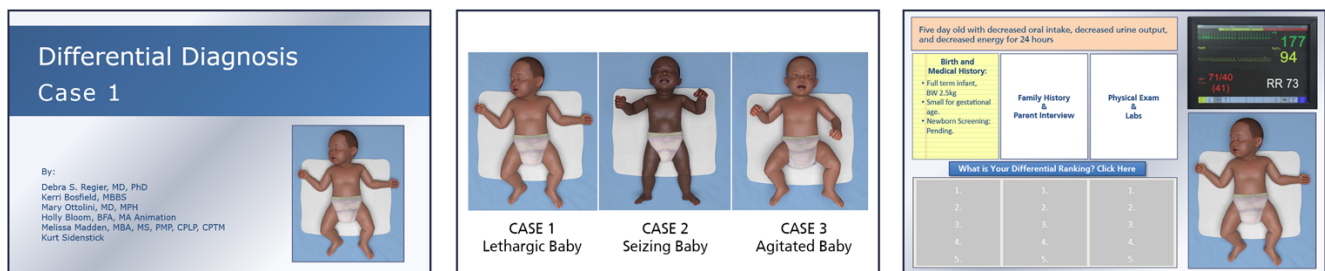 Differential Diagnosis
Case 1
By:
Debra S. Regier, MD, PhD
Kerri Bosfield, MBBS
Mary Ottolini, MD, MPH
Holly Bloom, BFA, MA Animation
Melissa Madden, MBA, MS, PMP, CPLP, CPTM
Kurt Sidenstick
CASE 1
Lethargic Baby
CASE 2
Seizing Baby
CASE 3
Agitated Baby
Five day old with decreased oral intake, decreased urine output,
and decreased energy for 24 hours
Birth and
Medical History:
• Full term infant,
BW 2.5kg
• Small for gestational
age.
• Newborn Screening:
Pending.
Family History
&
Parent Interview
Physical Exam
&
Labs
What is Your Differential Ranking? Click Here
1. 1. 1.
2. 2. 2.
3. 3. 3.
4. 4. 4.
5. 5. 5.
177
94
71/40
(41)
RR 73